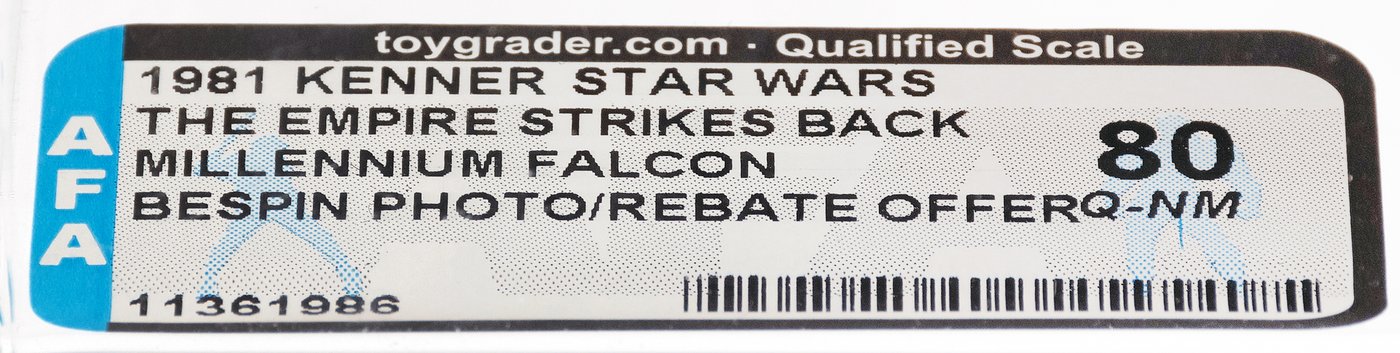 toygrader.com · Qualified Scale
AFA
1981 KENNER STAR WARS
THE EMPIRE STRIKES BACK
MILLENNIUM FALCON
BESPIN PHOTO/REBATE OFFER
80
Q-NM
11361986